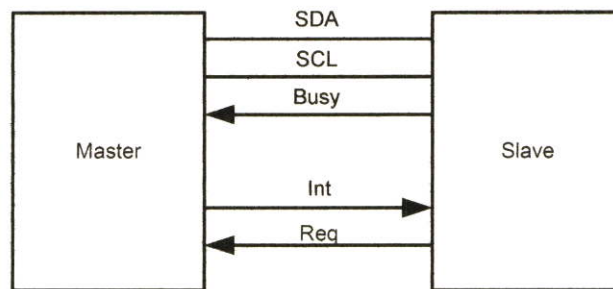 SDA
SCL
Busy
Master
Slave
Int
Req